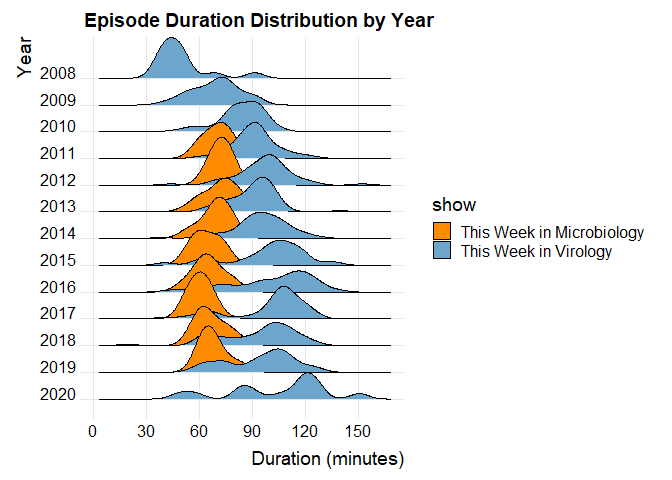 Episode Duration Distribution by Year
Year
2008
2009
2010
2011
2012
2013
2014
2015
2016
2017
2018
2019
2020
0 30 60 90 120 150
Duration (minutes)
show
This Week in Microbiology
This Week in Virology